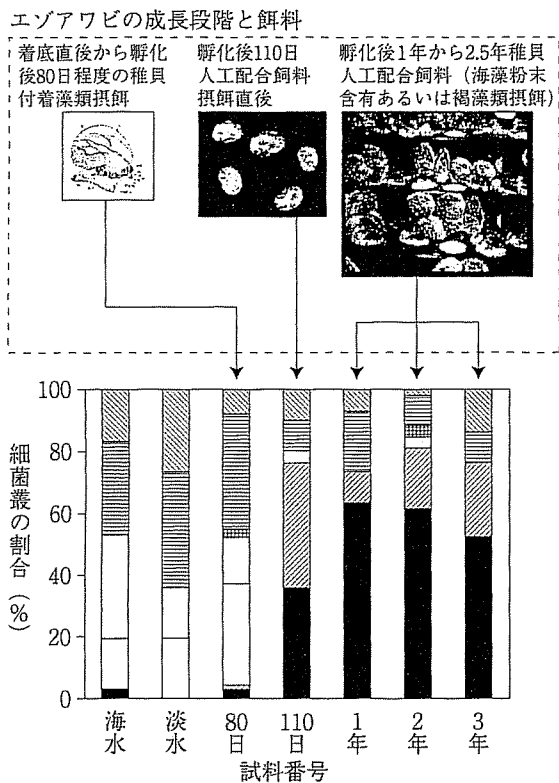 エゾアワビの成長段階と餌料
着底直後から孵化
後80日程度の稚貝
付着藻類摂餌
孵化後110日
人工配合飼料
摂餌直後
孵化後1年から2.5年稚貝
人工配合飼料（海藻粉末
含有あるいは褐藻類摂餌）
細菌叢の割合（%）
100
80
60
40
20
0
海水
淡水
80日
110日
1年
2年
3年
試料番号